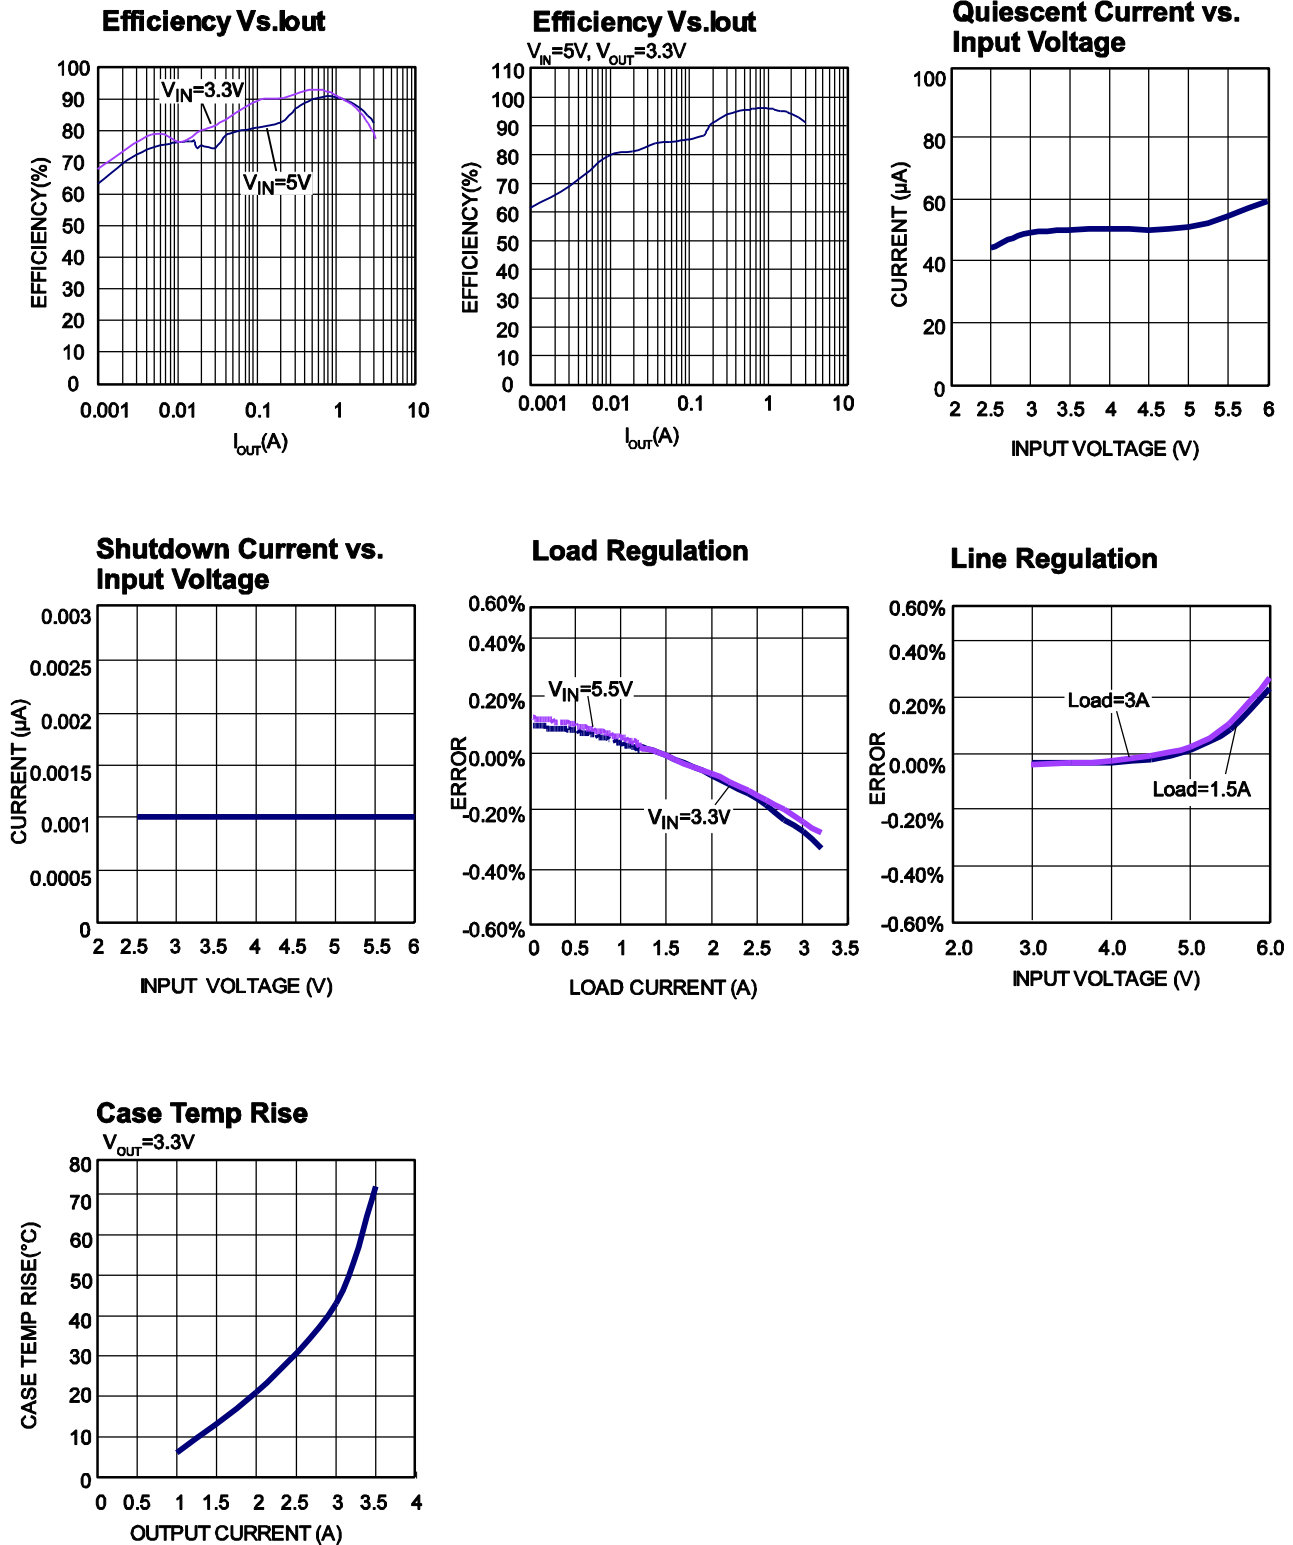 Efficiency Vs.Iout
100
90
80
70
60
50
40
30
20
10
0
EFFICIENCY(%)
VIN=3.3V
VIN=5V
0.001 0.01 0.1 1 10
IOUT(A)
Efficiency Vs.Iout
VIN=5V, VOUT=3.3V
110
100
90
80
70
60
50
40
30
20
10
0
EFFICIENCY(%)
0.001 0.01 0.1 1 10
IOUT(A)
Quiescent Current vs.
Input Voltage
100
80
60
40
20
0
CURRENT (µA)
2 2.5 3 3.5 4 4.5 5 5.5 6
INPUT VOLTAGE (V)
Shutdown Current vs.
Input Voltage
0.003
0.0025
0.002
0.0015
0.001
0.0005
0
CURRENT (µA)
2 2.5 3 3.5 4 4.5 5 5.5 6
INPUT VOLTAGE (V)
Load Regulation
0.60%
0.40%
0.20%
0.00%
-0.20%
-0.40%
-0.60%
ERROR
VIN=5.5V
VIN=3.3V
0 0.5 1 1.5 2 2.5 3 3.5
LOAD CURRENT (A)
Line Regulation
0.60%
0.40%
0.20%
0.00%
-0.20%
-0.40%
-0.60%
ERROR
Load=3A
Load=1.5A
2.0 3.0 4.0 5.0 6.0
INPUT VOLTAGE (V)
Case Temp Rise
VOUT=3.3V
80
70
60
50
40
30
20
10
0
CASE TEMP RISE(°C)
0 0.5 1 1.5 2 2.5 3 3.5 4
OUTPUT CURRENT (A)